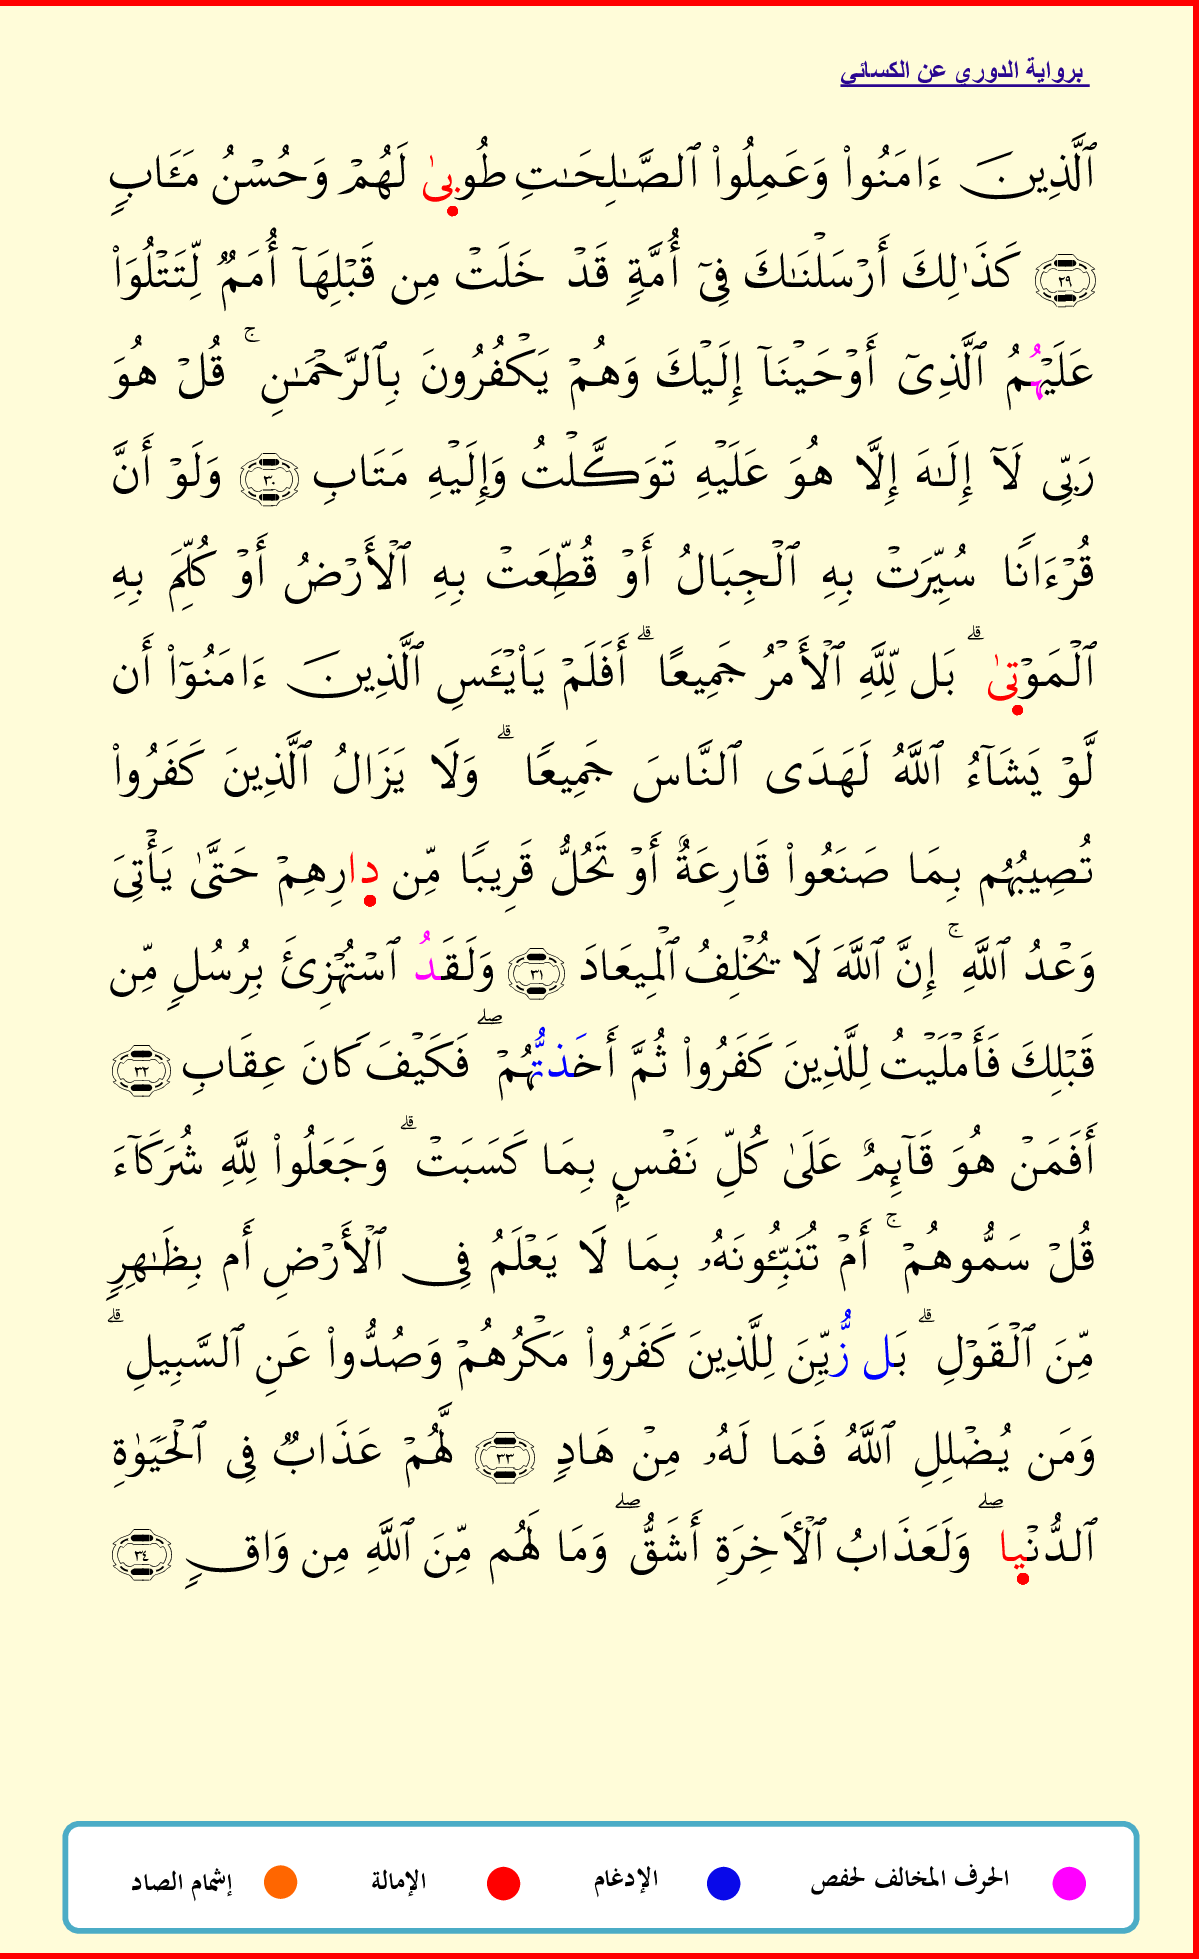 برواية الدوري عن الكسائي
ٱلَّذِينَ ءَامَنُواْ وَعَمِلُواْ ٱلصَّـٰلِحَـٰتِ طُوبىٰ لَهُمۡ وَحُسۡنُ مَـَٔابٍ
٢٩ كَذَٰلِكَ أَرۡسَلۡنَـٰكَ فِىٓ أُمَّةٍ قَدۡ خَلَتۡ مِن قَبۡلِهَآ أُمَمٌ لِّتَتۡلُوَاْ
عَلَيۡهُمُ ٱلَّذِىٓ أَوۡحَيۡنَآ إِلَيۡكَ وَهُمۡ يَكۡفُرُونَ بِٱلرَّحۡمَـٰنِ ۚ قُلۡ هُوَ
رَبِّى لَآ إِلَـٰهَ إِلَّا هُوَ عَلَيۡهِ تَوَكَّلۡتُ وَإِلَيۡهِ مَتَابِ ٣٠ وَلَوۡ أَنَّ
قُرۡءَانًا سُيِّرَتۡ بِهِ ٱلۡجِبَالُ أَوۡ قُطِّعَتۡ بِهِ ٱلۡأَرۡضُ أَوۡ كُلِّمَ بِهِ
ٱلۡمَوۡتىٰ ۗ بَل لِّلَّهِ ٱلۡأَمۡرُ جَمِيعًا ۗ أَفَلَمۡ يَاْيۡـَٔسِ ٱلَّذِينَ ءَامَنُوٓاْ أَن
لَّوۡ يَشَآءُ ٱللَّهُ لَهَدَى ٱلنَّاسَ جَمِيعًا ۗ وَلَا يَزَالُ ٱلَّذِينَ كَفَرُواْ
تُصِيبُهُم بِمَا صَنَعُواْ قَارِعَةٌ أَوۡ تَحُلُّ قَرِيبًا مِّن دِارِهِمۡ حَتَّىٰ يَأۡتِىَ
وَعۡدُ ٱللَّهِ ۚ إِنَّ ٱللَّهَ لَا يُخۡلِفُ ٱلۡمِيعَادَ ٣١ وَلَقَدُ ٱسۡتُهۡزِئَ بِرُسُلٍ مِّن
قَبۡلِكَ فَأَمۡلَيۡتُ لِلَّذِينَ كَفَرُواْ ثُمَّ أَخَذتُّهُمۡ ۖ فَكَيۡفَ كَانَ عِقَابِ ٣٢
أَفَمَنۡ هُوَ قَآئِمٌ عَلَىٰ كُلِّ نَفۡسٍۭ بِمَا كَسَبَتۡ ۗ وَجَعَلُواْ لِلَّهِ شُرَكَآءَ
قُلۡ سَمُّوهُمۡ ۚ أَمۡ تُنَبِّـُٔونَهُۥ بِمَا لَا يَعۡلَمُ فِى ٱلۡأَرۡضِ أَم بِظَـٰهِرٍ
مِّنَ ٱلۡقَوۡلِ ۗ بَل زُّيِّنَ لِلَّذِينَ كَفَرُواْ مَكۡرُهُمۡ وَصُدُّواْ عَنِ ٱلسَّبِيلِ ۗ
وَمَن يُضۡلِلِ ٱللَّهُ فَمَا لَهُۥ مِنۡ هَادٍ ٣٣ لَّهُمۡ عَذَابٌ فِى ٱلۡحَيَوٰةِ
ٱلدُّنۡيِا ۖ وَلَعَذَابُ ٱلۡأَخِرَةِ أَشَقُّ ۖ وَمَا لَهُم مِّنَ ٱللَّهِ مِن وَاقٍ ٣٤
الحرف المخالف لحفص الإدغام الإمالة إشمام الصاد